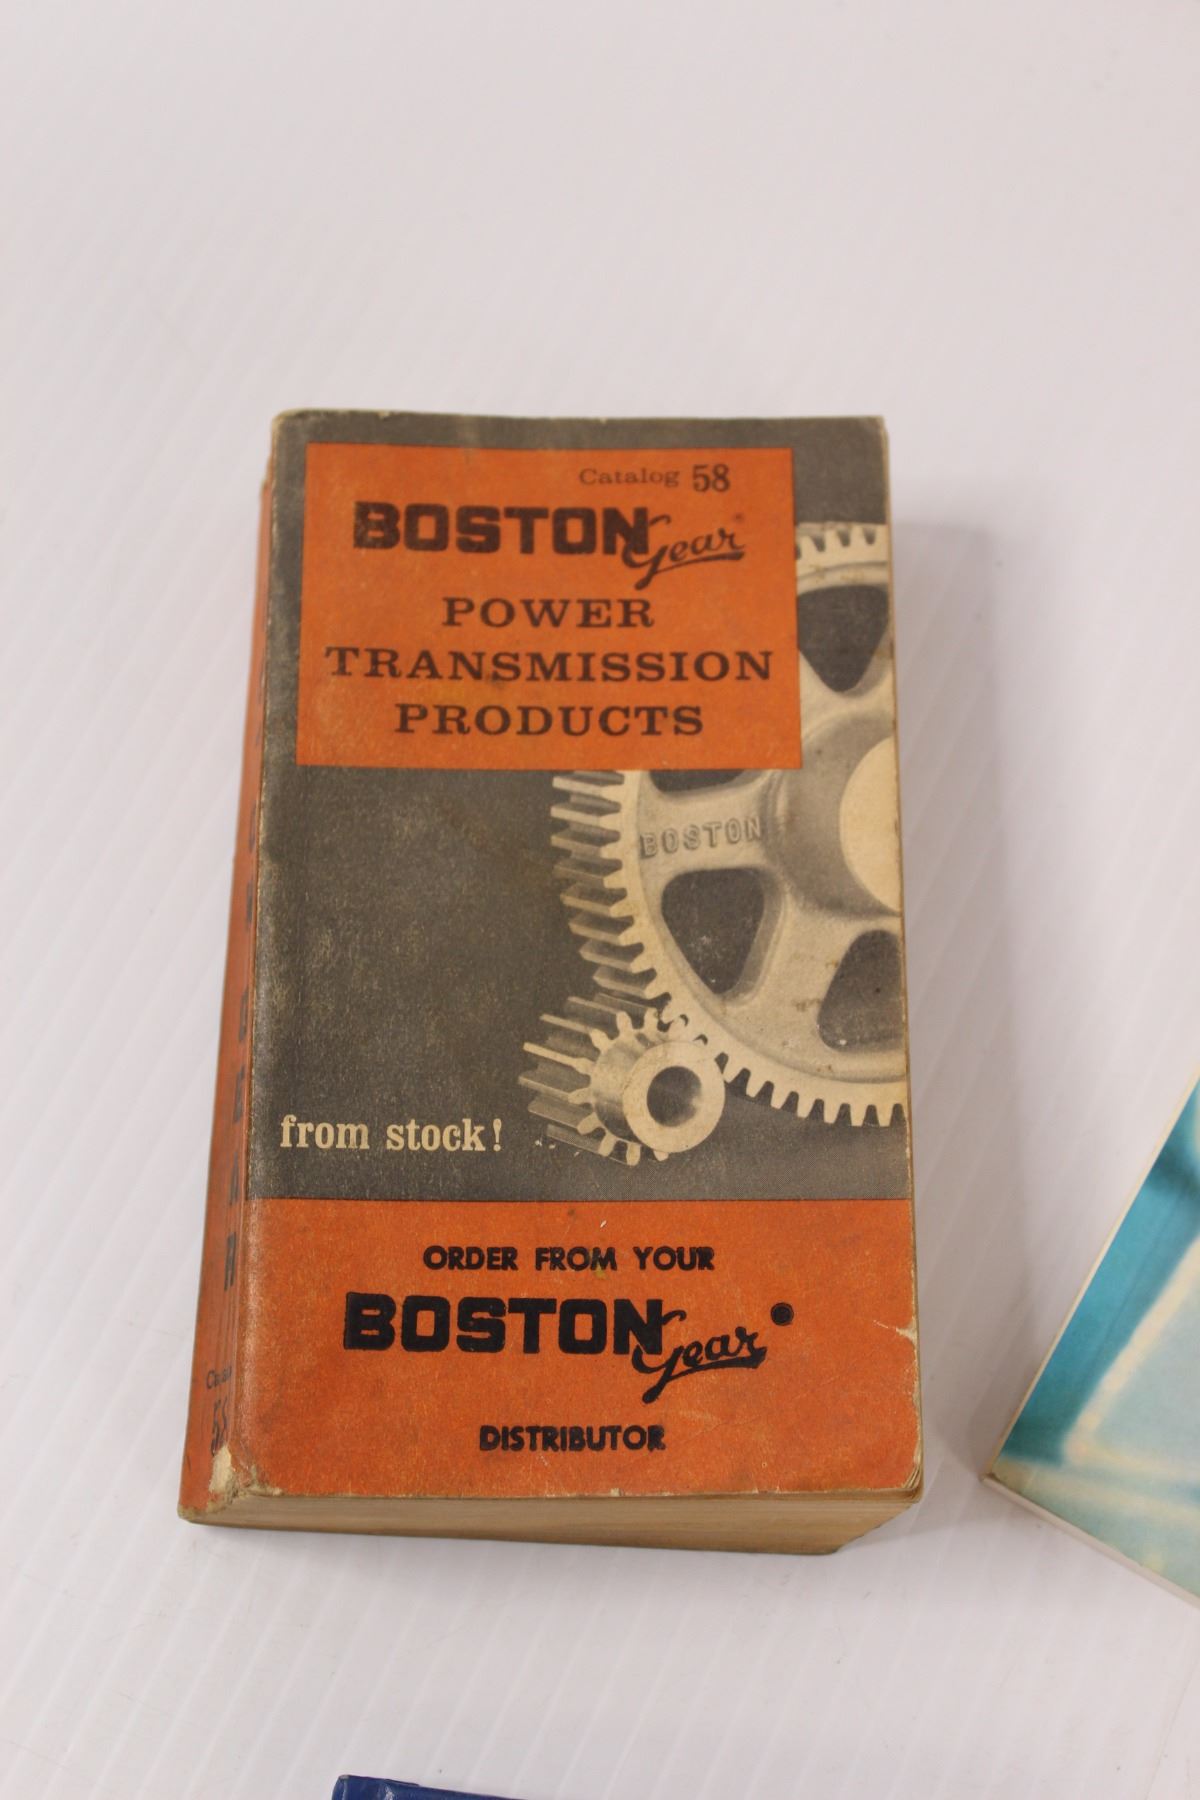 Catalog 58
BOSTON Gear
POWER
TRANSMISSION
PRODUCTS
BOSTON
from stock!
ORDER FROM YOUR
BOSTON Gear
DISTRIBUTOR